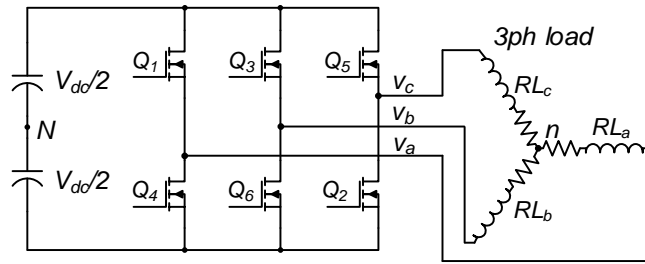 3ph load
Q1
Q3
Q5
Vdc/2
vc
RLc
N
vb
n
RLa
va
Vdc/2
Q4
Q6
Q2
RLb